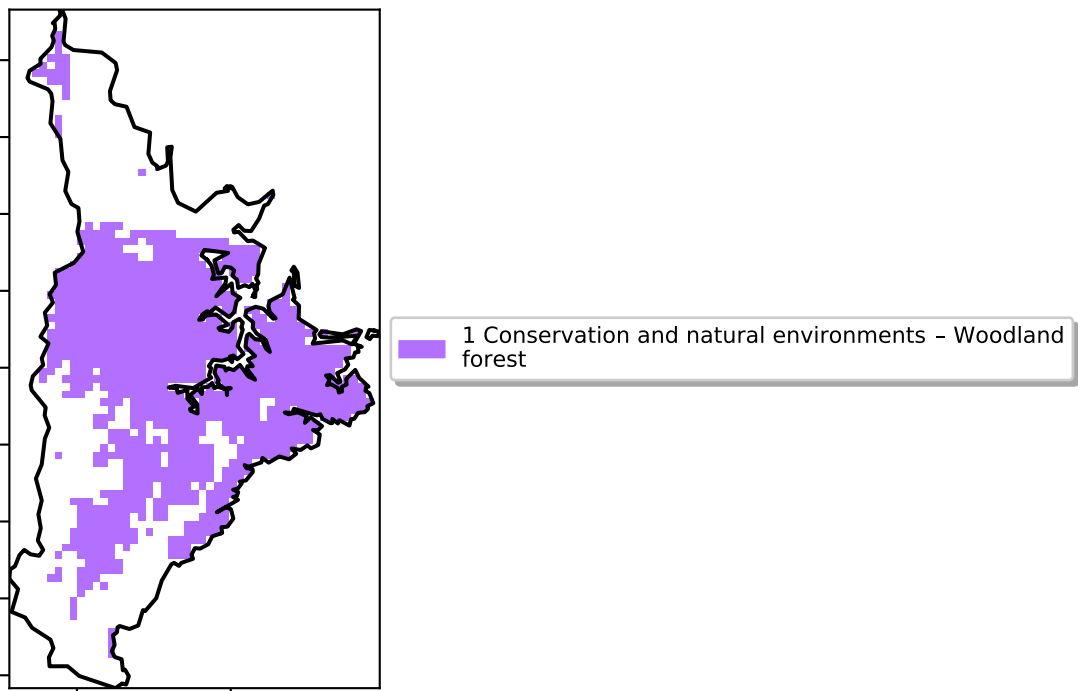 1 Conservation and natural environments – Woodland
forest